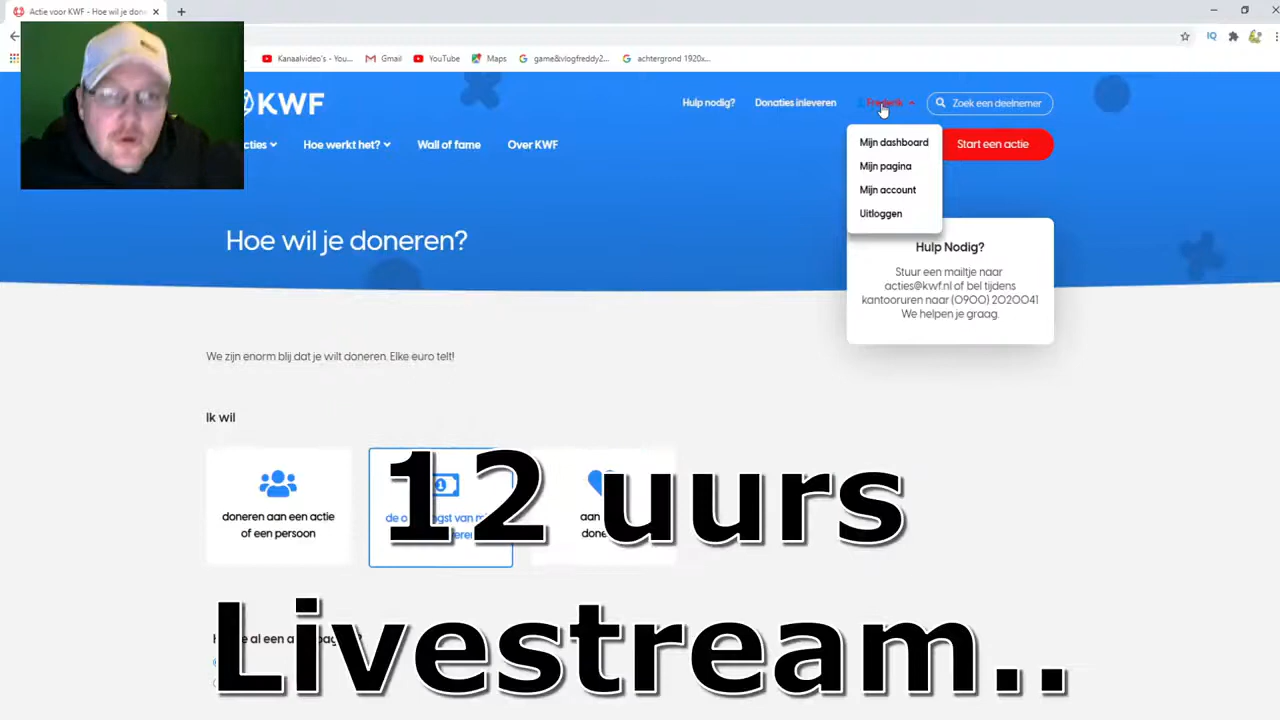 Actie voor KWF - Hoe wil je don
Kanaalvideo's - You...
Gmail
YouTube
Maps
game&vlogfreddy2...
achtergrond 1920x...
KWF
Hulp nodig?
Donaties inleveren
Frederik
Zoek een deelnemer
cties
Hoe werkt het?
Wall of fame
Over KWF
Start een actie
Mijn dashboard
Mijn pagina
Mijn account
Uitloggen
Hoe wil je doneren?
Hulp Nodig?
Stuur een mailtje naar
acties@kwf.nl of bel tijdens
kantooruren naar (0900) 2020041
We helpen je graag.
We zijn enorm blij dat je wilt doneren. Elke euro telt!
Ik wil
doneren aan een actie
of een persoon
12 uurs
Livestream..